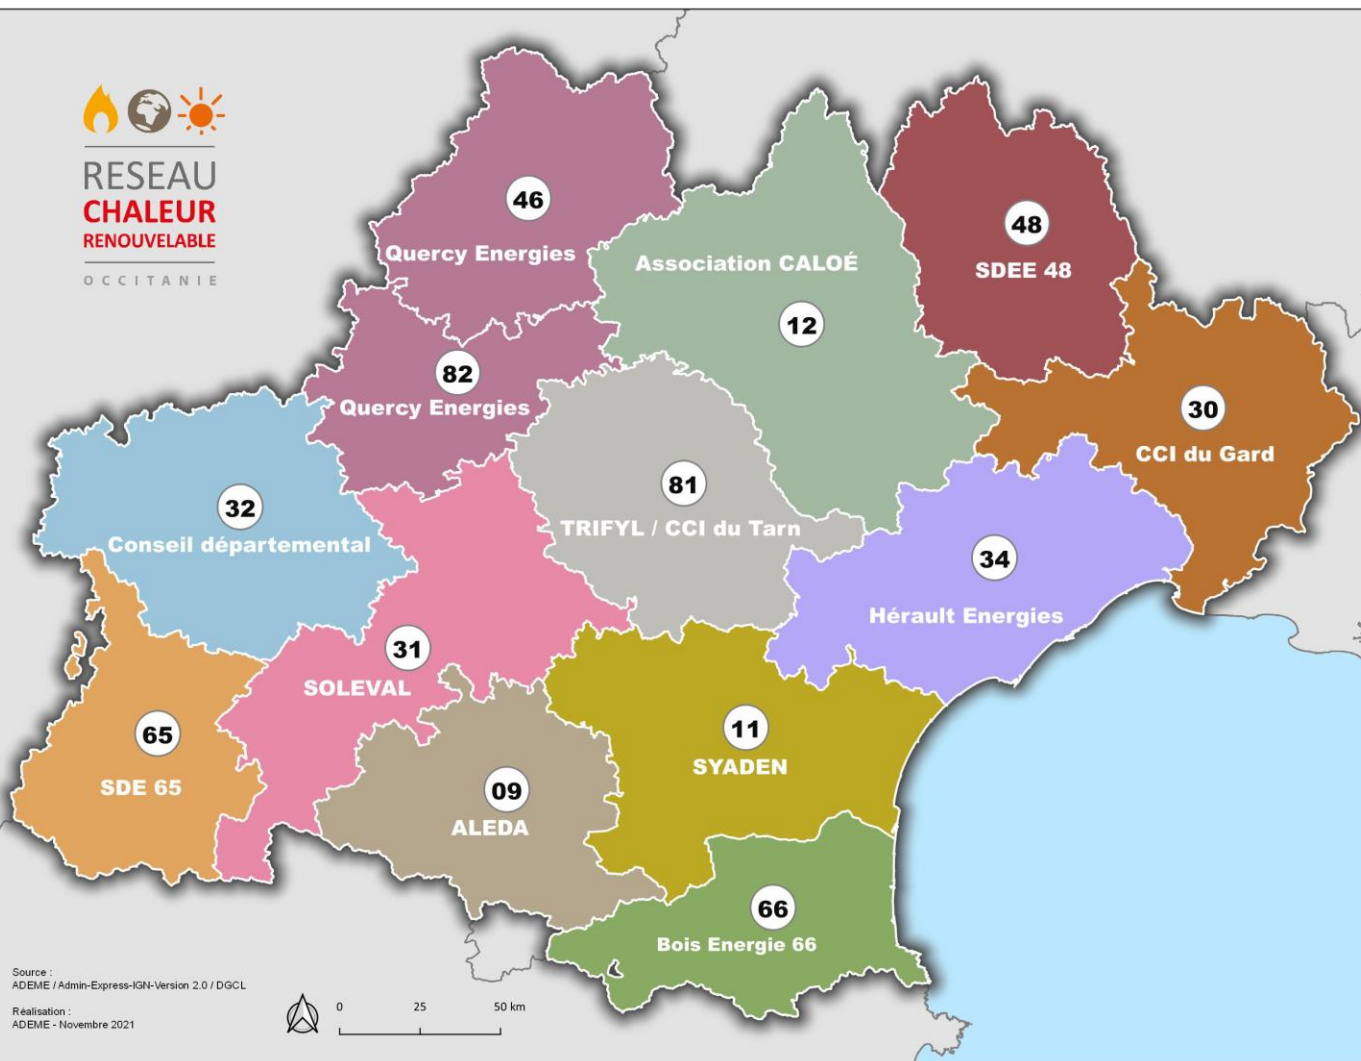 RESEAU
CHALEUR
RENOUVELABLE
OCCITANIE
46
Quercy Energies
48
SDEE 48
Association CALOÉ
12
82
Quercy Energies
30
CCI du Gard
81
TRIFYL / CCI du Tarn
32
Conseil départemental
34
Hérault Energies
31
SOLEVAL
65
SDE 65
11
SYADEN
09
ALEDA
66
Bois Energie 66
Source :
ADEME / Admin-Express-IGN-Version 2.0 / DGCL
Réalisation :
ADEME - Novembre 2021
0 25 50 km